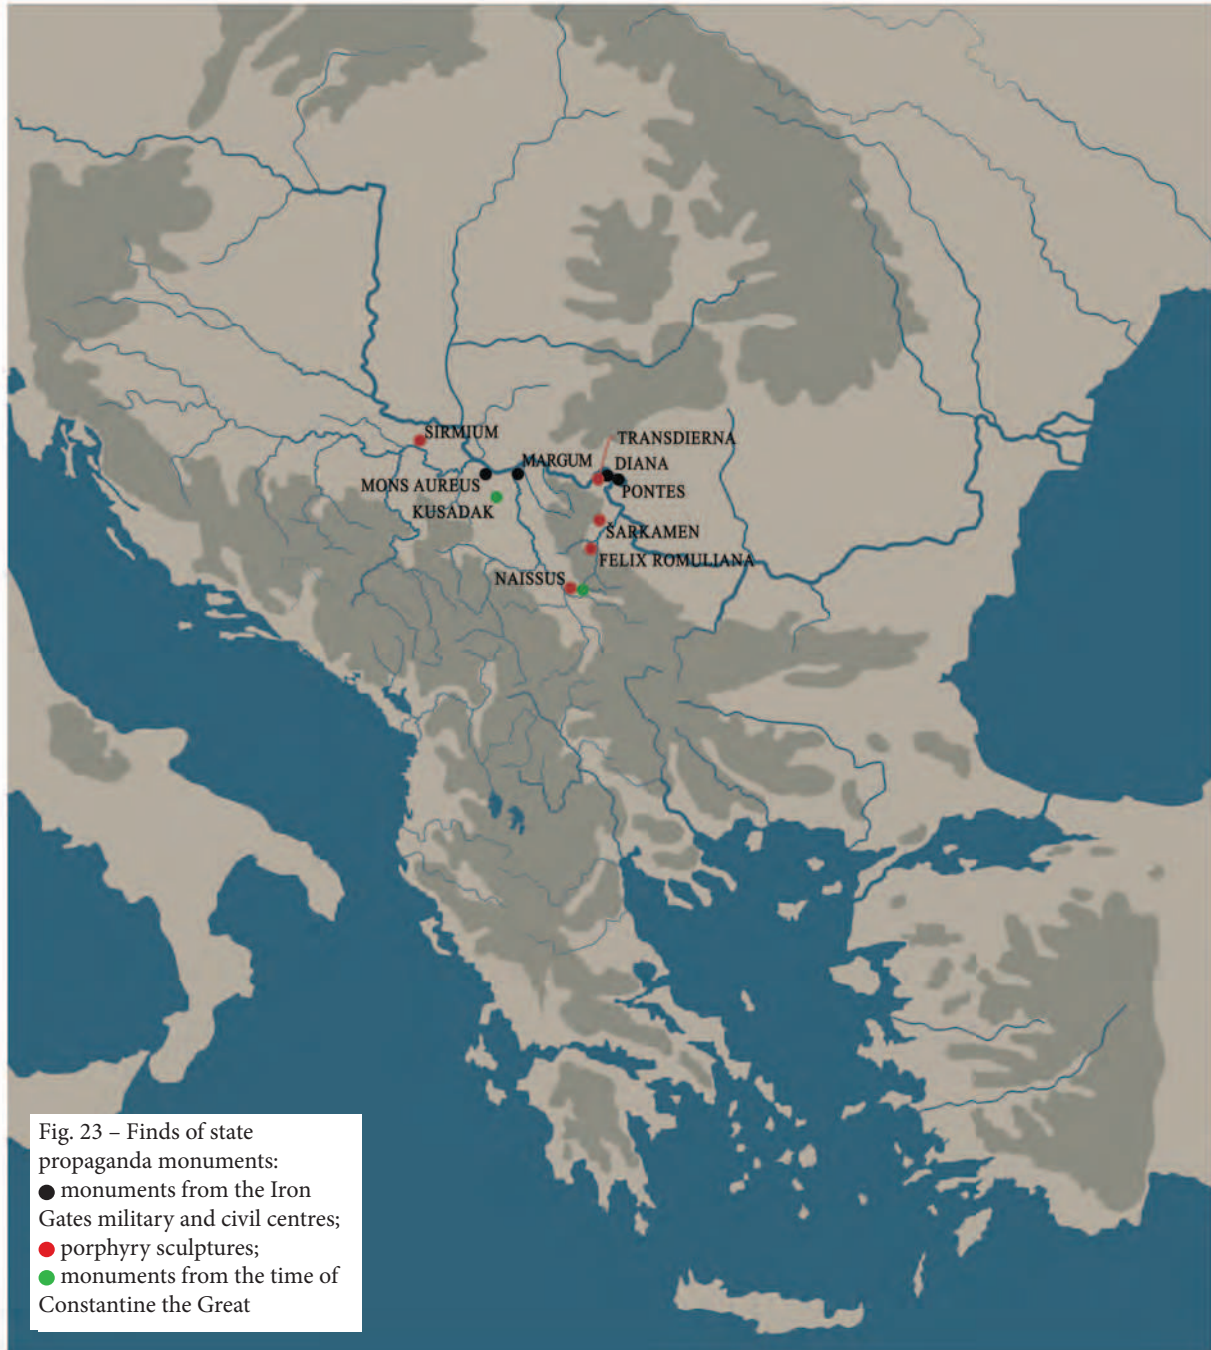 SIRMIUM
TRANSDIERNA
MARGUM
DIANA
MONS AUREUS
PONTES
KUSADAK
ŠARKAMEN
FELIX ROMULIANA
NAISSUS
Fig. 23 – Finds of state
propaganda monuments:
● monuments from the Iron
Gates military and civil centres;
● porphyry sculptures;
● monuments from the time of
Constantine the Great